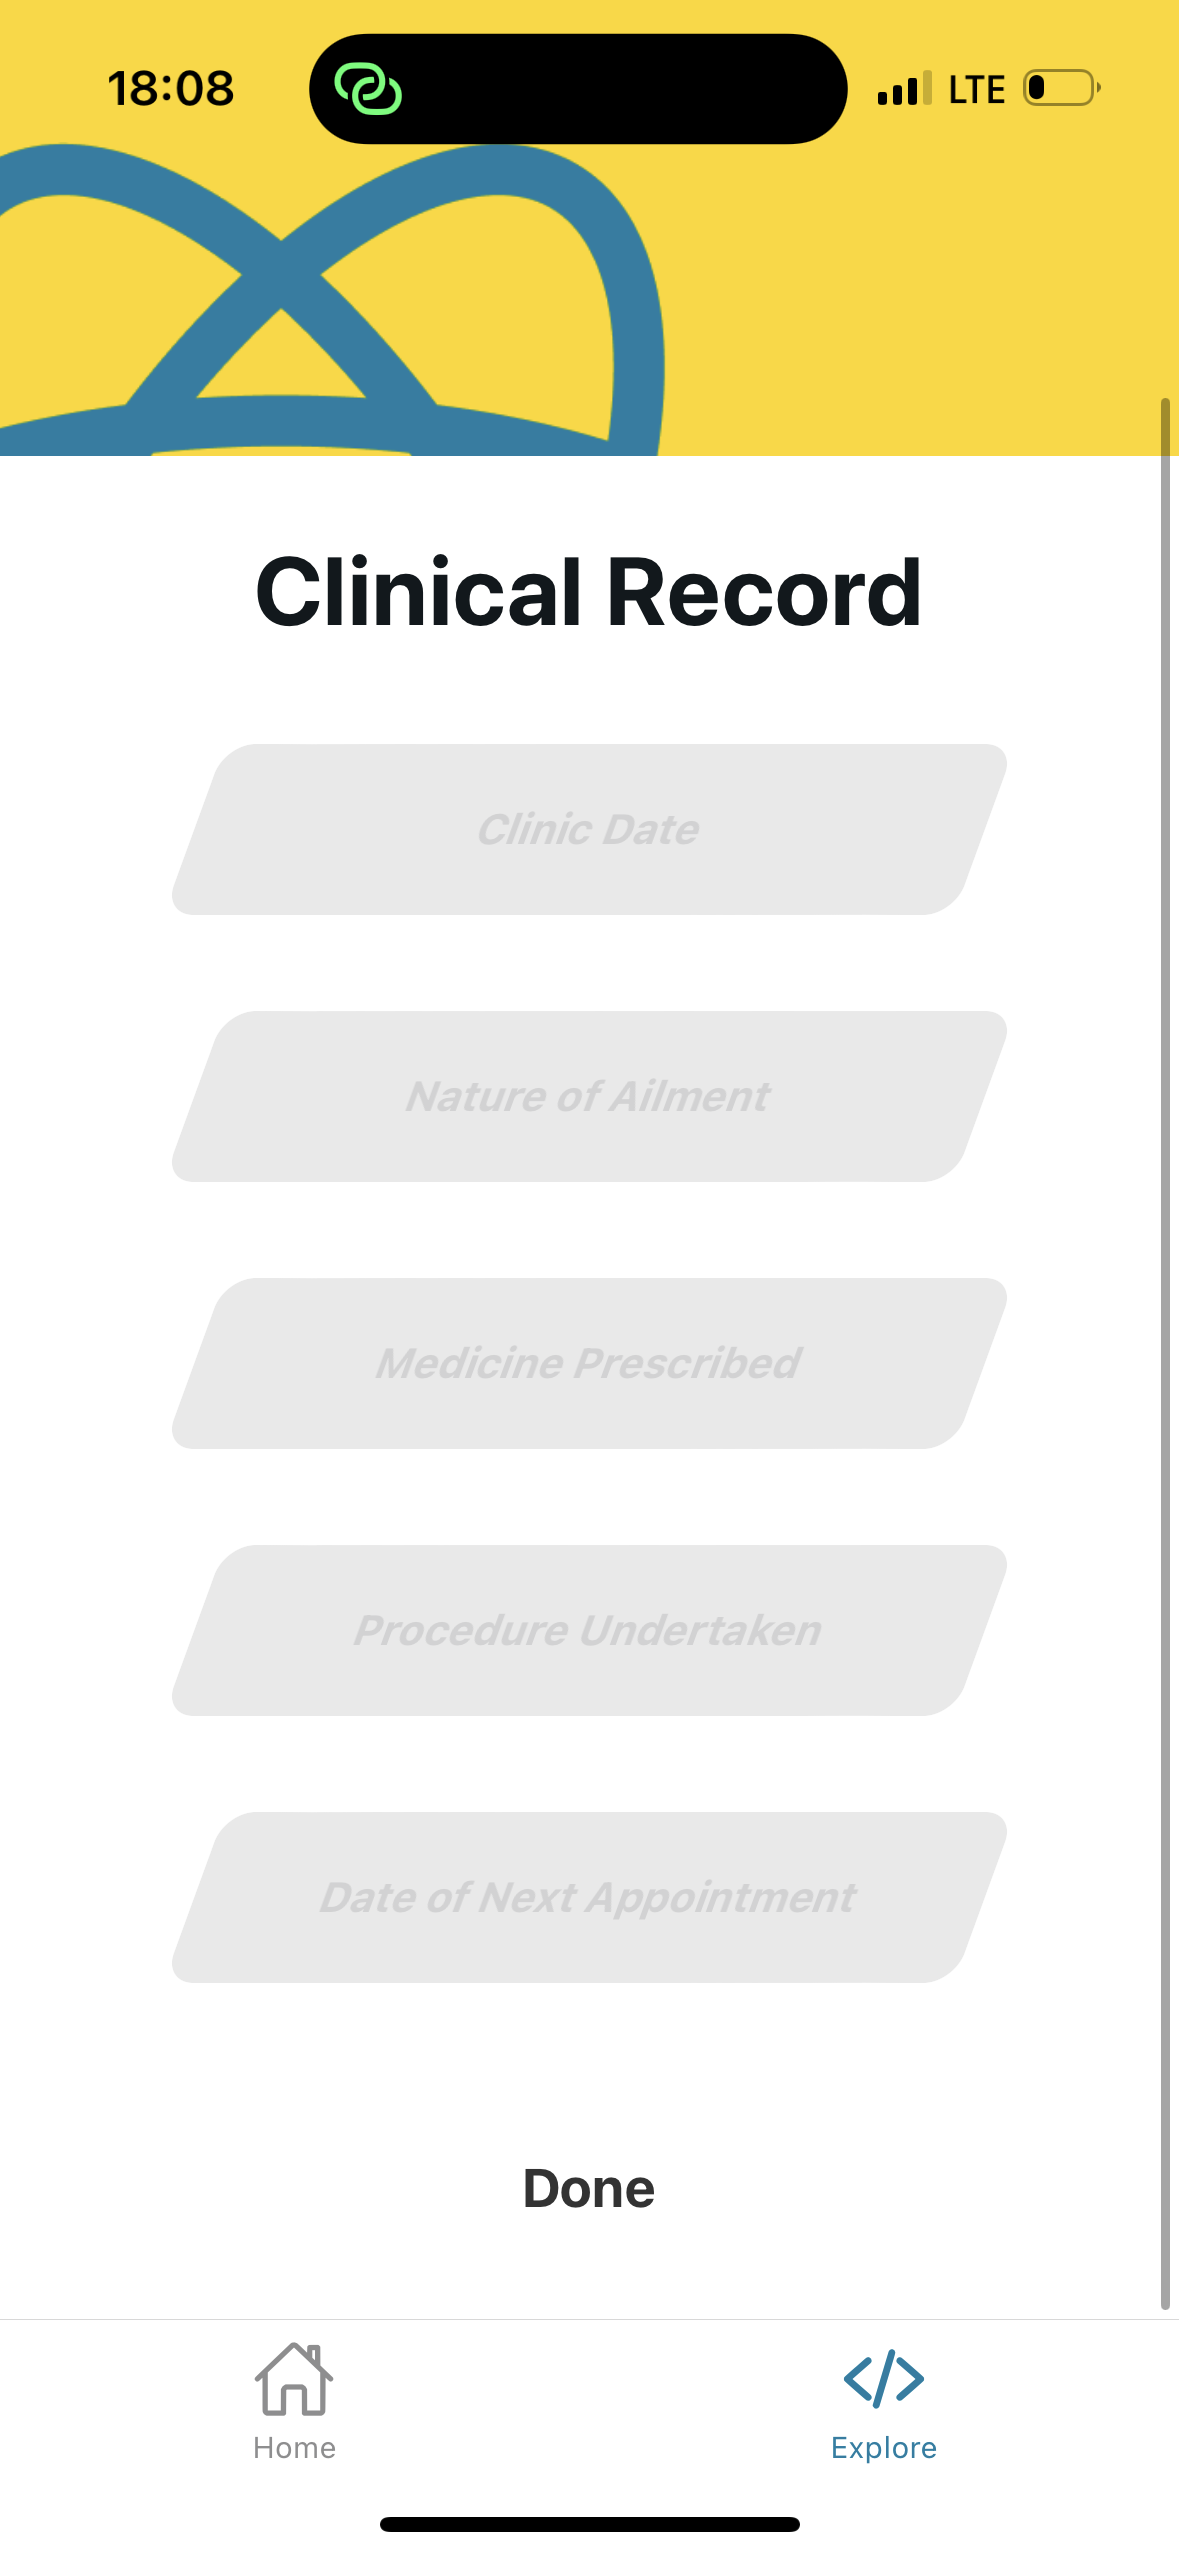 18:08
LTE
Clinical Record
Clinic Date
Nature of Ailment
Medicine Prescribed
Procedure Undertaken
Date of Next Appointment
Done
Home
Explore